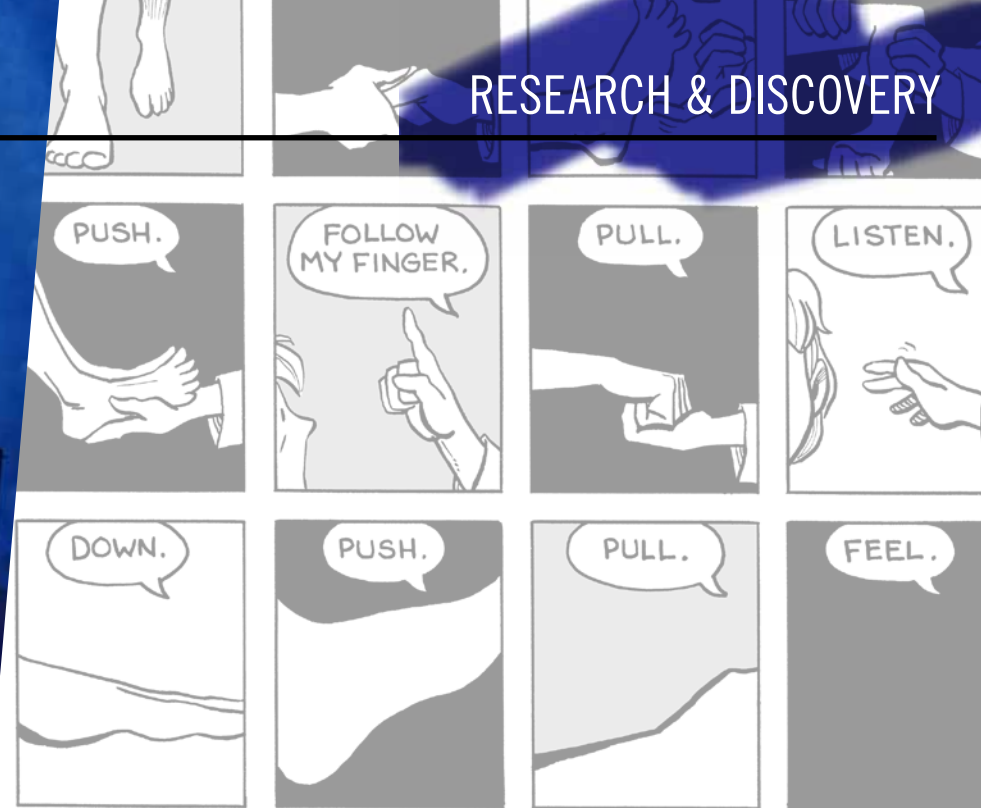 RESEARCH & DISCOVERY
PUSH.
FOLLOW
MY FINGER.
PULL.
LISTEN.
DOWN.
PUSH.
PULL.
FEEL.